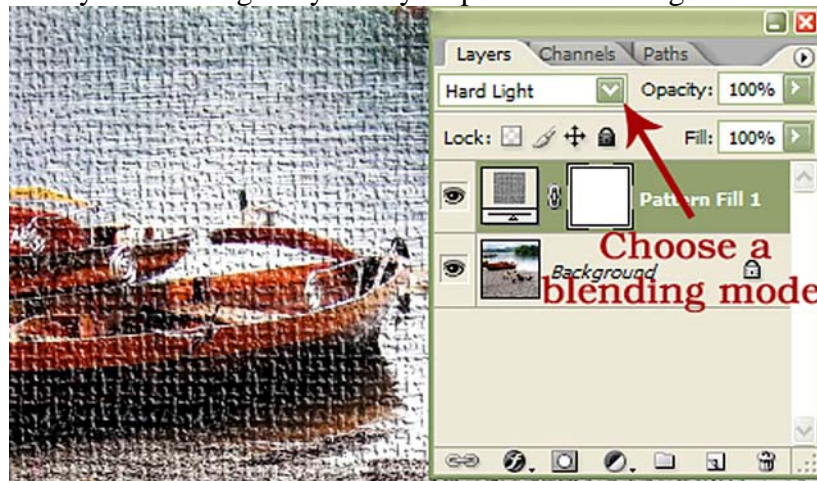 Layers Channels Paths
Hard Light Opacity: 100%
Lock: Fill: 100%
Pattern Fill 1
Choose a
Background
blending mode